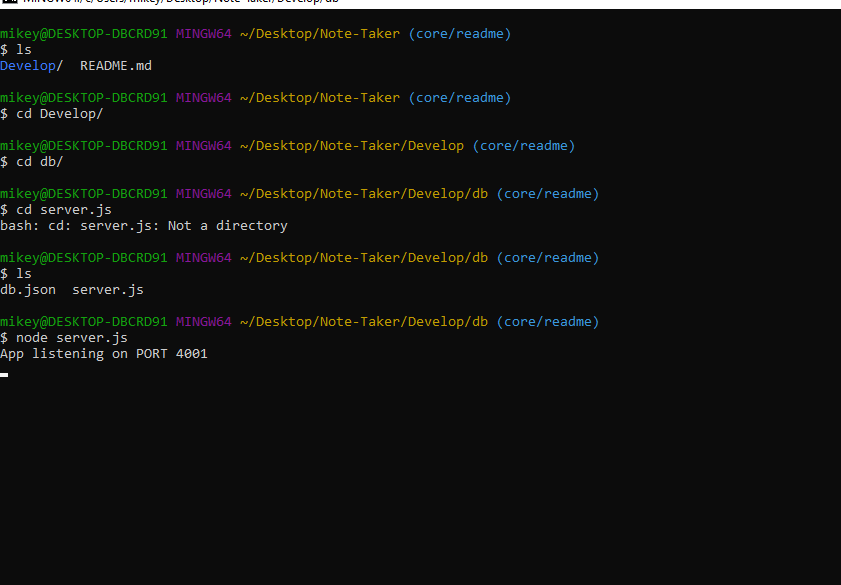 mikey@DESKTOP-DBCRD91 MINGW64 ~/Desktop/Note-Taker (core/readme)
$ ls
Develop/  README.md
mikey@DESKTOP-DBCRD91 MINGW64 ~/Desktop/Note-Taker (core/readme)
$ cd Develop/
mikey@DESKTOP-DBCRD91 MINGW64 ~/Desktop/Note-Taker/Develop (core/readme)
$ cd db/
mikey@DESKTOP-DBCRD91 MINGW64 ~/Desktop/Note-Taker/Develop/db (core/readme)
$ cd server.js
bash: cd: server.js: Not a directory
mikey@DESKTOP-DBCRD91 MINGW64 ~/Desktop/Note-Taker/Develop/db (core/readme)
$ ls
db.json  server.js
mikey@DESKTOP-DBCRD91 MINGW64 ~/Desktop/Note-Taker/Develop/db (core/readme)
$ node server.js
App listening on PORT 4001